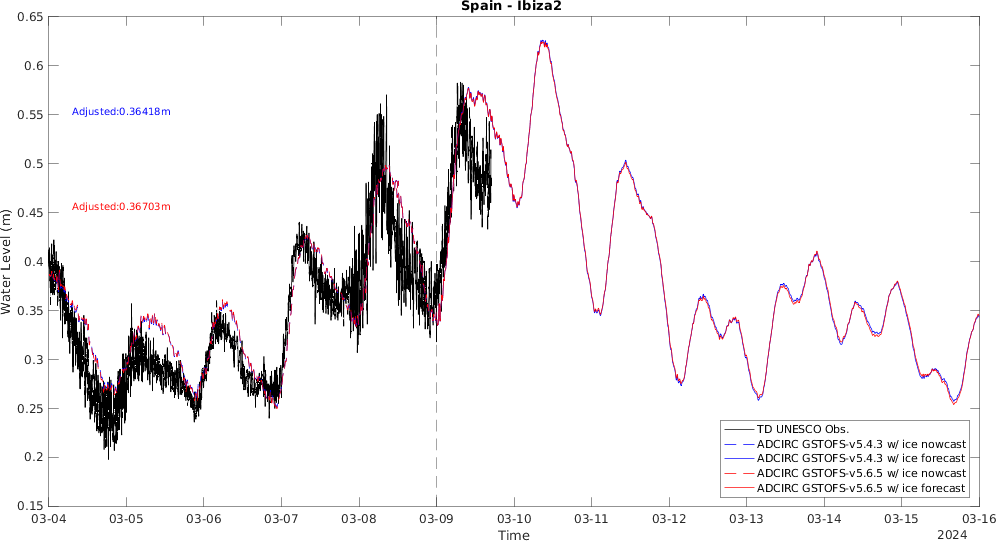 Spain - Ibiza2
0.65
0.6
0.55
0.5
0.45
0.4
0.35
0.3
0.25
0.2
0.15
Water Level (m)
Adjusted:0.36418m
Adjusted:0.36703m
TD UNESCO Obs.
ADCIRC GSTOFS-v5.4.3 w/ ice nowcast
ADCIRC GSTOFS-v5.4.3 w/ ice forecast
ADCIRC GSTOFS-v5.6.5 w/ ice nowcast
ADCIRC GSTOFS-v5.6.5 w/ ice forecast
03-04 03-05 03-06 03-07 03-08 03-09 03-10 03-11 03-12 03-13 03-14 03-15 03-16
Time
2024